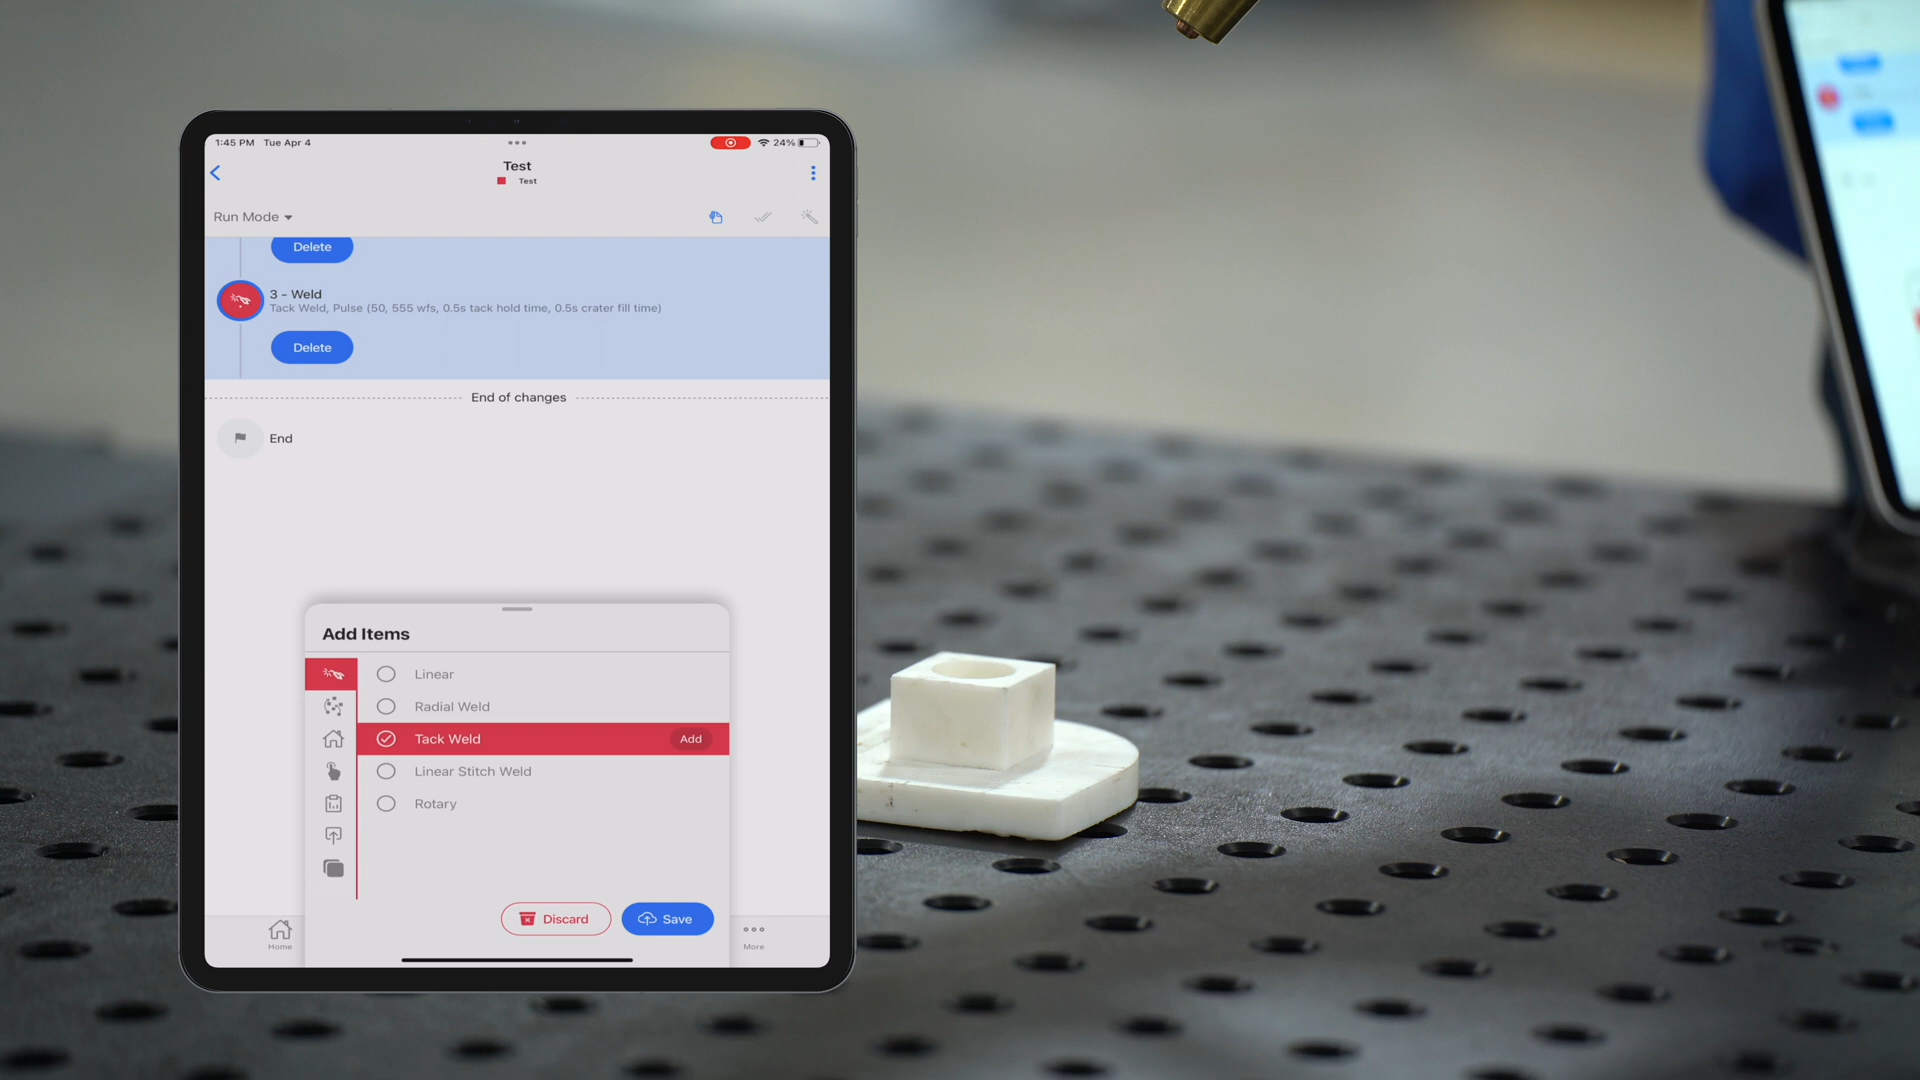 1:45 PM Tue Apr 4
24%
Test
Test
Run Mode
Delete
3 - Weld
Tack Weld, Pulse (50, 555 wfs, 0.5s tack hold time, 0.5s crater fill time)
Delete
End of changes
End
Add Items
Linear
Radial Weld
Tack Weld Add
Linear Stitch Weld
Rotary
Discard Save
Home More